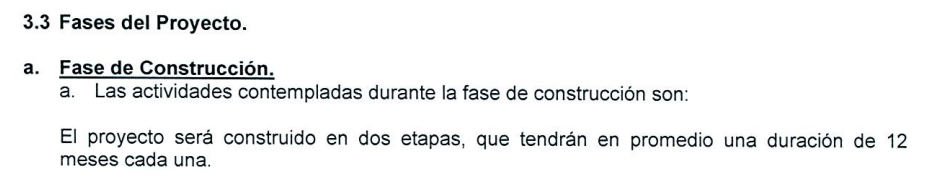 3.3 Fases del Proyecto.
a. Fase de Construcción.
a. Las actividades contempladas durante la fase de construcción son:
El proyecto será construido en dos etapas, que tendrán en promedio una duración de 12
meses cada una.